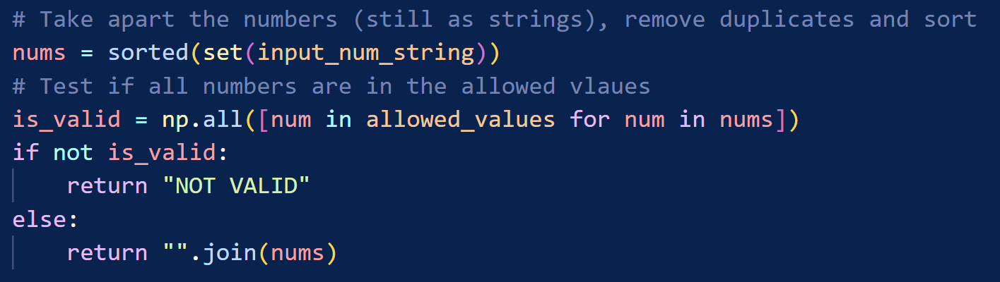 # Take apart the numbers (still as strings), remove duplicates and sort
nums = sorted(set(input_num_string))
# Test if all numbers are in the allowed vlaues
is_valid = np.all([num in allowed_values for num in nums])
if not is_valid:
    return "NOT VALID"
else:
    return "".join(nums)